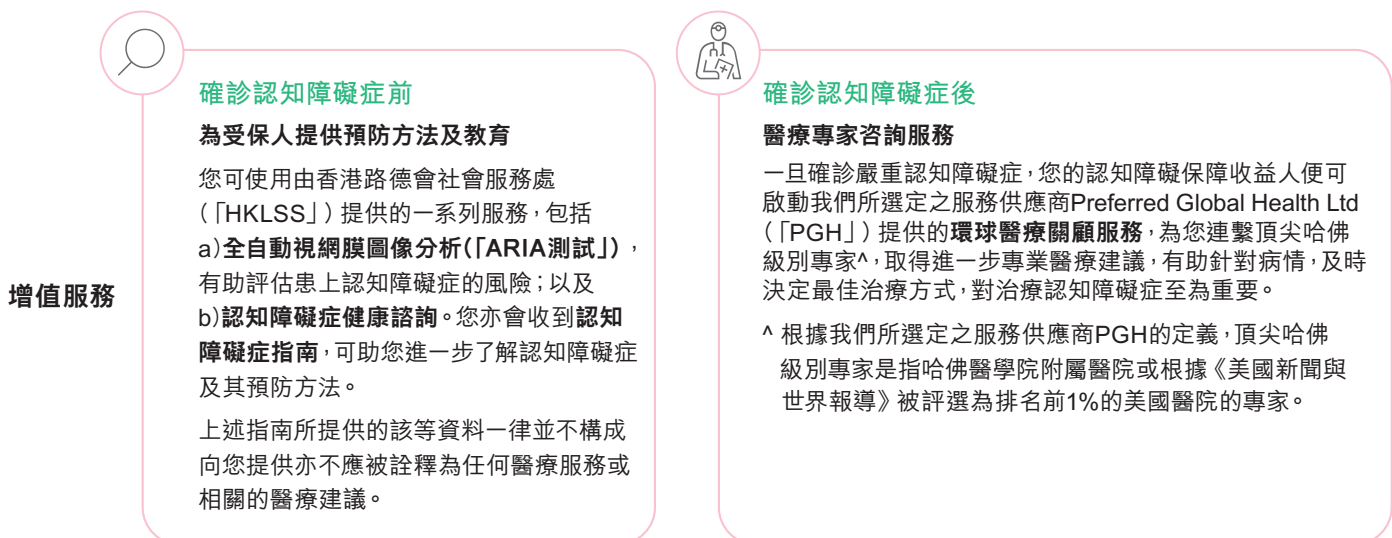 增值服務
確診認知障礙症前
為受保人提供預防方法及教育
您可使用由香港路德會社會服務處
（「HKLSS」）提供的一系列服務，包括
a)全自動視網膜圖像分析(「ARIA測試」)，
有助評估患上認知障礙症的風險；以及
b)認知障礙症健康諮詢。您亦會收到認知
障礙症指南，可助您進一步了解認知障礙症
及其預防方法。
上述指南所提供的該等資料一律並不構成
向您提供亦不應被詮釋為任何醫療服務或
相關的醫療建議。
確診認知障礙症後
醫療專家咨詢服務
一旦確診嚴重認知障礙症，您的認知障礙保障收益人便可
啟動我們所選定之服務供應商Preferred Global Health Ltd
（「PGH」）提供的環球醫療關顧服務，為您連繫頂尖哈佛
級別專家^，取得進一步專業醫療建議，有助針對病情，及時
決定最佳治療方式，對治療認知障礙症至為重要。
^ 根據我們所選定之服務供應商PGH的定義，頂尖哈佛
級別專家是指哈佛醫學院附屬醫院或根據《美國新聞與
世界報導》被評選為排名前1%的美國醫院的專家。